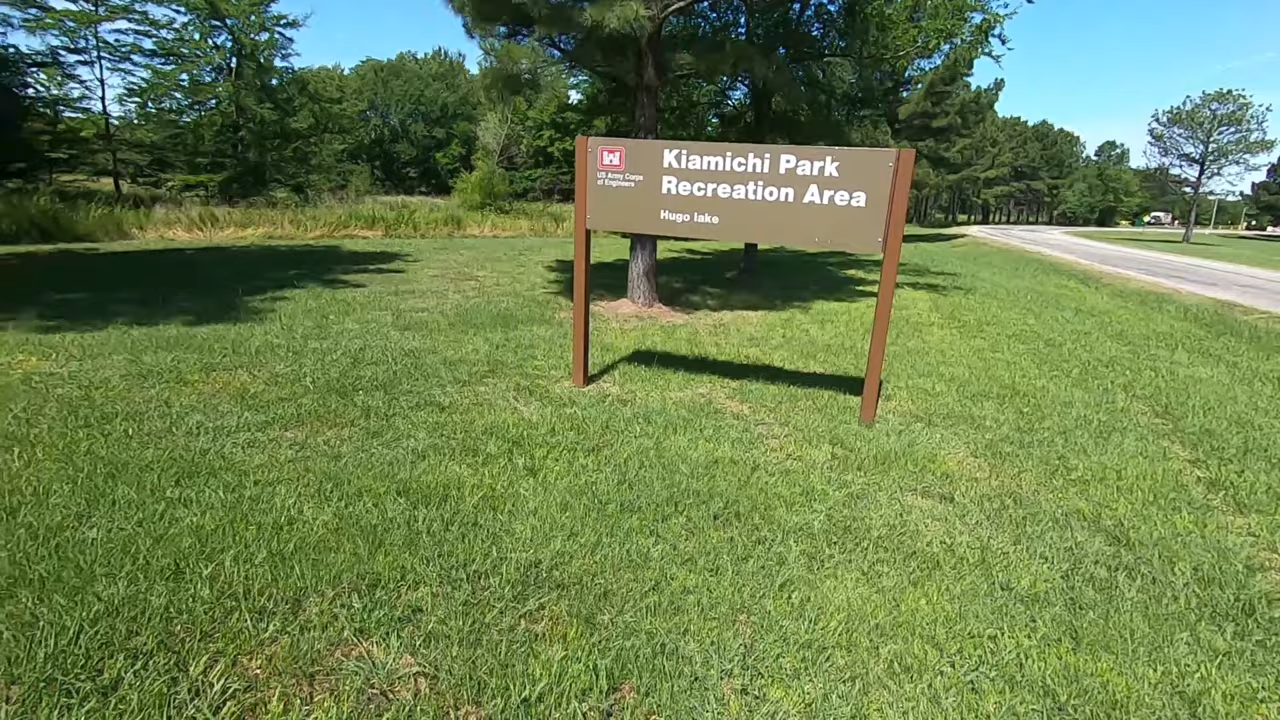 US Army Corps
of Engineers
Kiamichi Park
Recreation Area
Hugo lake